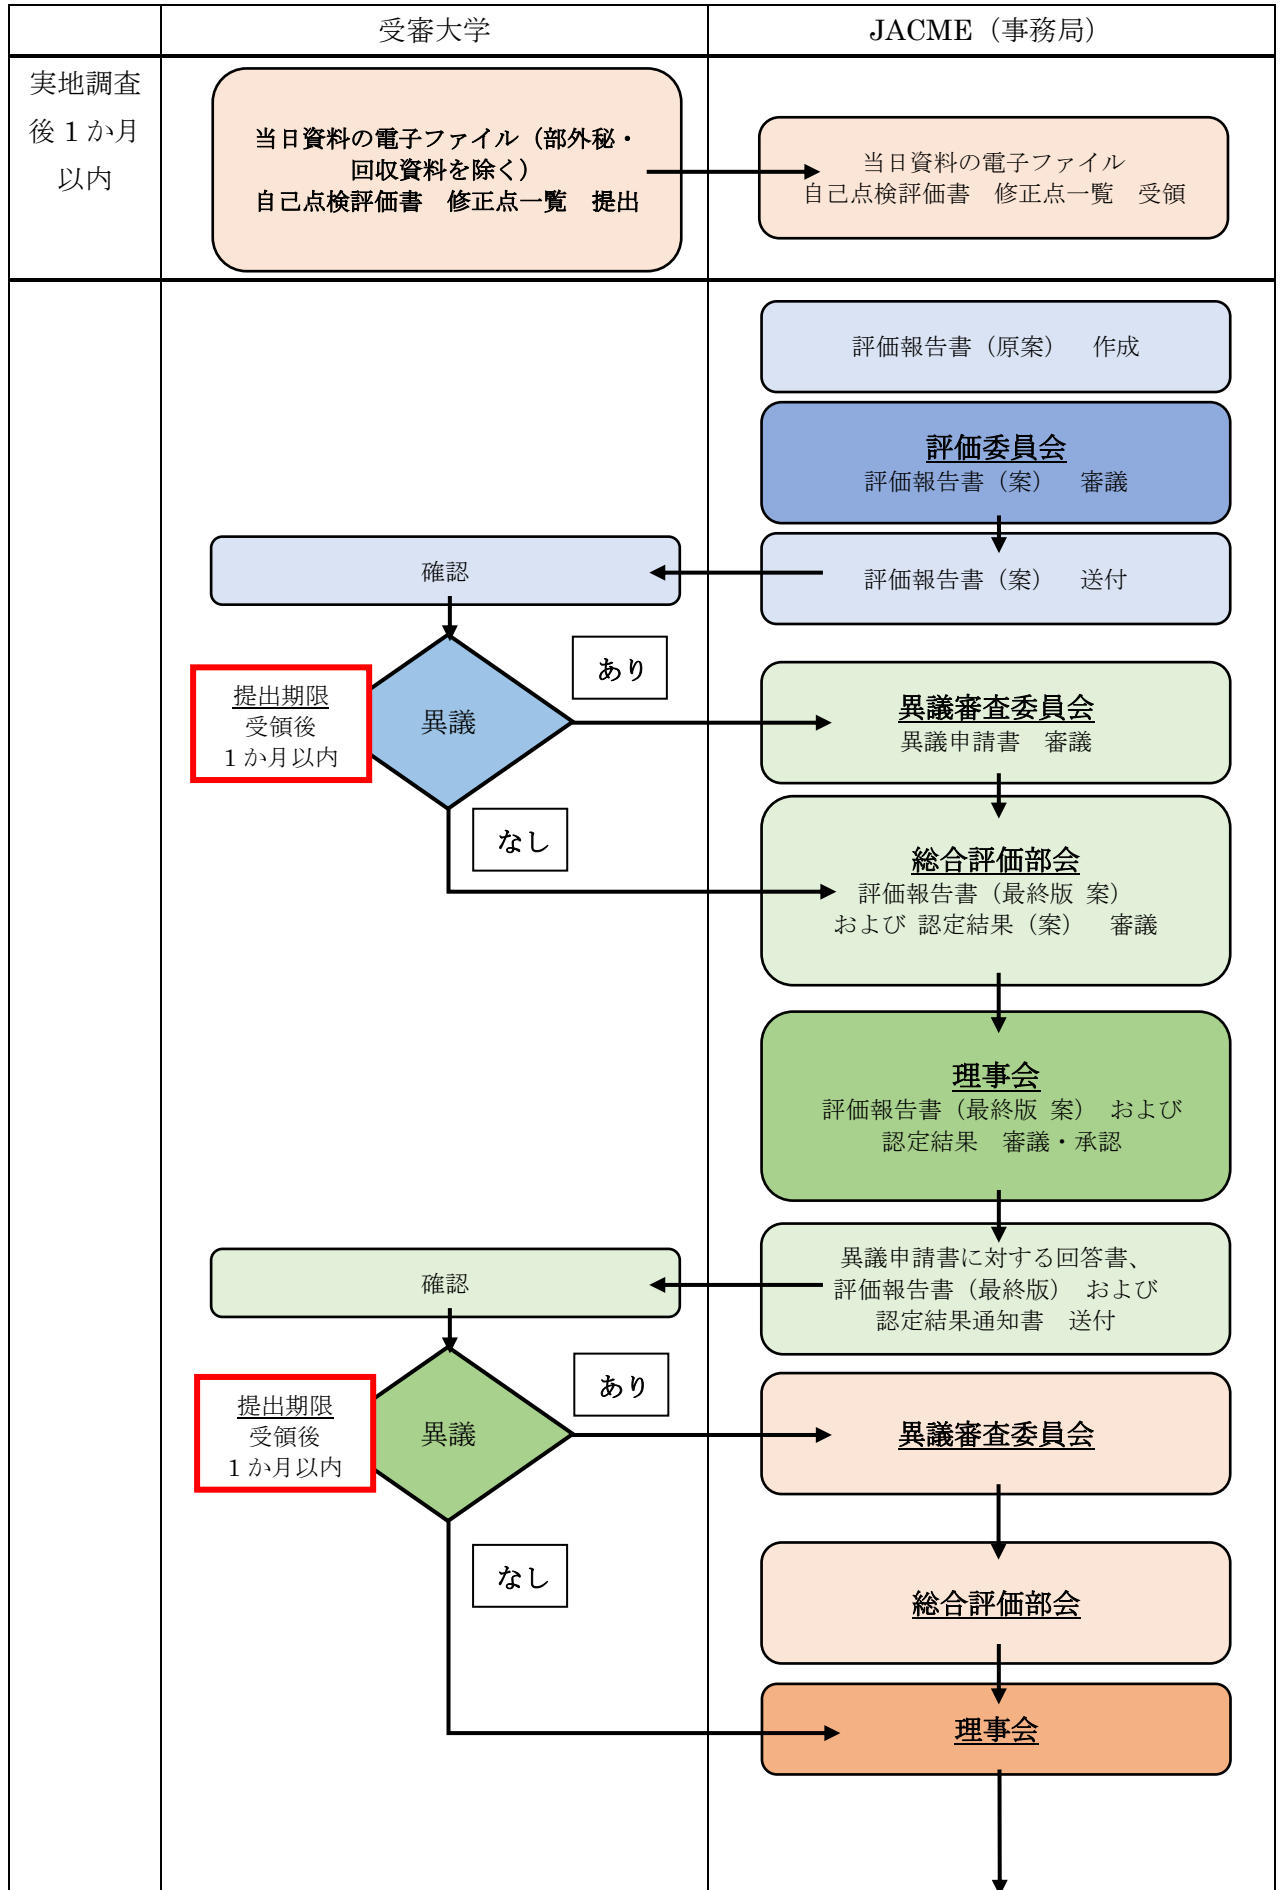 受審大学
JACME（事務局）
実地調査
後１か月
以内
当日資料の電子ファイル（部外秘・
回収資料を除く）
自己点検評価書　修正点一覧　提出
当日資料の電子ファイル
自己点検評価書　修正点一覧　受領
評価報告書（原案）　作成
評価委員会
評価報告書（案）　審議
確認
評価報告書（案）　送付
あり
提出期限
受領後
１か月以内
異議
異議審査委員会
異議申請書　審議
なし
総合評価部会
評価報告書（最終版 案）
および 認定結果（案）　審議
理事会
評価報告書（最終版 案） および
認定結果　審議・承認
確認
異議申請書に対する回答書、
評価報告書（最終版） および
認定結果通知書　送付
あり
提出期限
受領後
１か月以内
異議
異議審査委員会
なし
総合評価部会
理事会